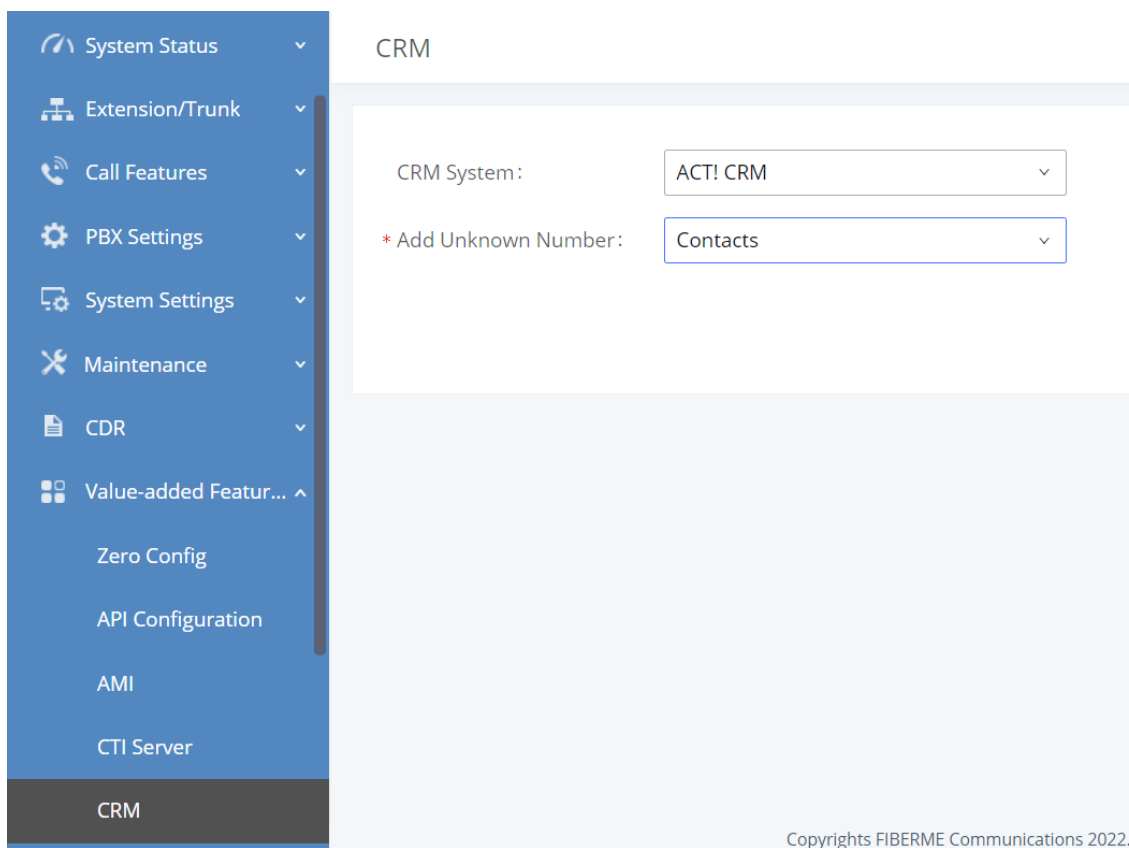 System Status
Extension/Trunk
Call Features
PBX Settings
System Settings
Maintenance
CDR
Value-added Featur...
Zero Config
API Configuration
AMI
CTI Server
CRM
CRM
CRM System:
ACT! CRM
* Add Unknown Number:
Contacts
Copyrights FIBERME Communications 2022.